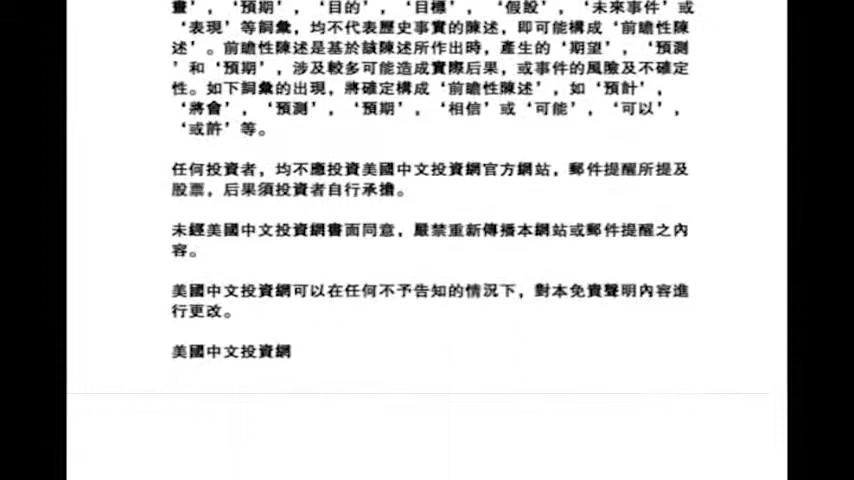 畫'，'預期'，'目的'，'目標'，'假設'，'未來事件'或
'表現'等詞彙，均不代表歷史事實的陳述，即可能構成'前瞻性陳
述'。前瞻性陳述是基於該陳述所作出時，產生的'期望'，'預測
'和'預期'，涉及較多可能造成實際后果，或事件的風險及不確定
性。如下詞彙的出現，將確定構成'前瞻性陳述'，如'預計'，
'將會'，'預測'，'預期'，'相信'或'可能'，'可以'，
'或許'等。
任何投資者，均不應投資美國中文投資網官方網站，郵件提醒所提及
股票，后果須投資者自行承擔。
未經美國中文投資網書面同意，嚴禁重新傳播本網站或郵件提醒之內
容。
美國中文投資網可以在任何不予告知的情況下，對本免責聲明內容進
行更改。
美國中文投資網